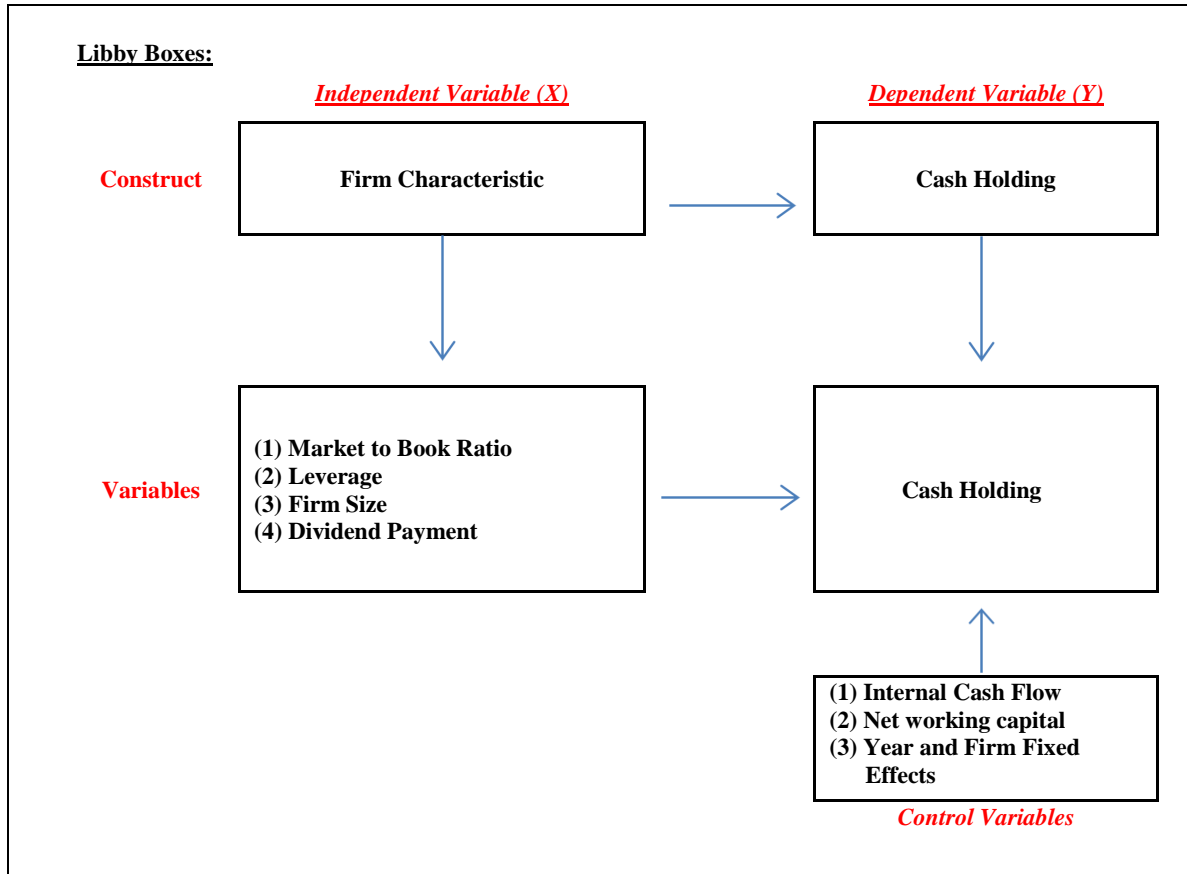 Libby Boxes:
Independent Variable (X)
Dependent Variable (Y)
Construct
Firm Characteristic
Cash Holding
Variables
(1) Market to Book Ratio
(2) Leverage
(3) Firm Size
(4) Dividend Payment
Cash Holding
(1) Internal Cash Flow
(2) Net working capital
(3) Year and Firm Fixed
Effects
Control Variables